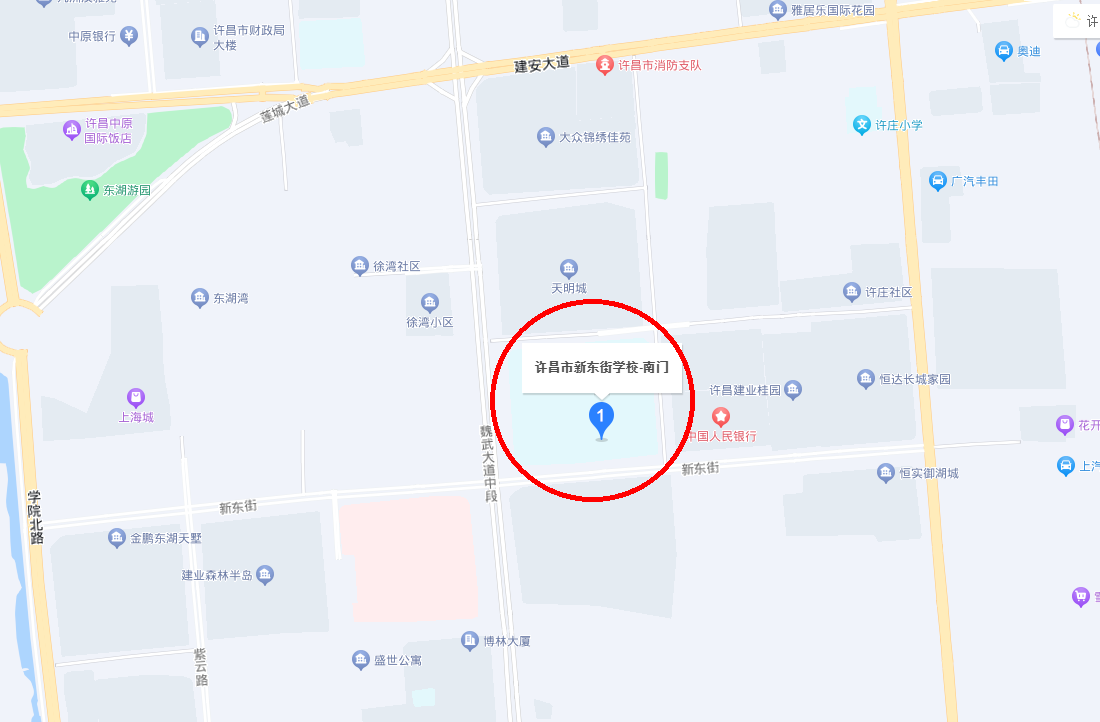 雅居乐国际花园
许
许昌市财政局
大楼
中原银行
建安大道
许昌市消防支队
奥迪
莲城大道
许昌中原
国际饭店
大众锦绣佳苑
许庄小学
东湖游园
广汽丰田
徐湾社区
天明城
东湖湾
许庄社区
徐湾小区
许昌市新东街学校-南门
1
恒达长城家园
许昌建业桂园
上海城
花开
中国人民银行
魏武大道中段
新东街
上汽
恒实御湖城
学院北路
新东街
金鹏东湖天墅
建业森林半岛
博林大厦
盛世公寓
紫云路